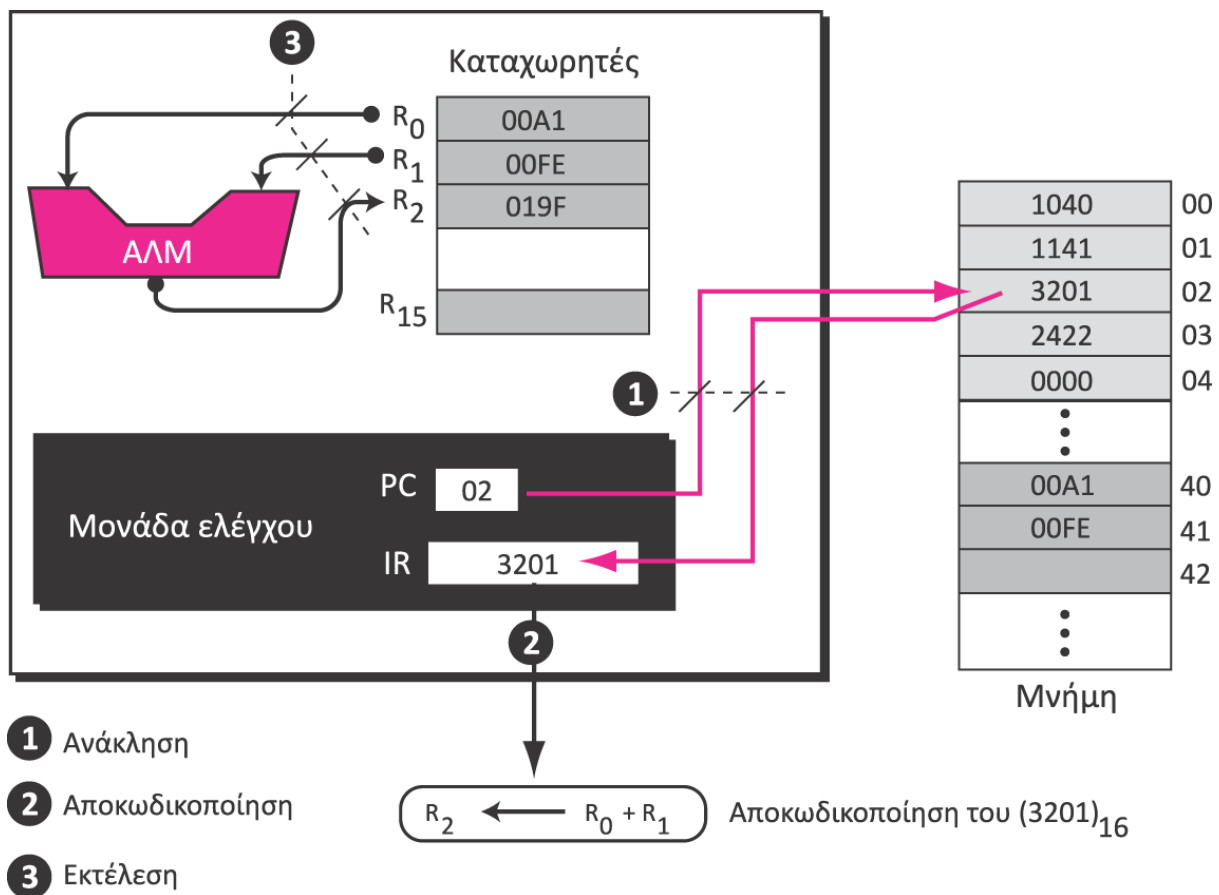 3
Καταχωρητές
R0 00A1
R1 00FE
R2 019F
R15
ΑΛΜ
1040 00
1141 01
3201 02
2422 03
0000 04
00A1 40
00FE 41
42
Μνήμη
1
Μονάδα ελέγχου
PC 02
IR 3201
2
1 Ανάκληση
2 Αποκωδικοποίηση
3 Εκτέλεση
R2 ← R0 + R1
Αποκωδικοποίηση του (3201)16